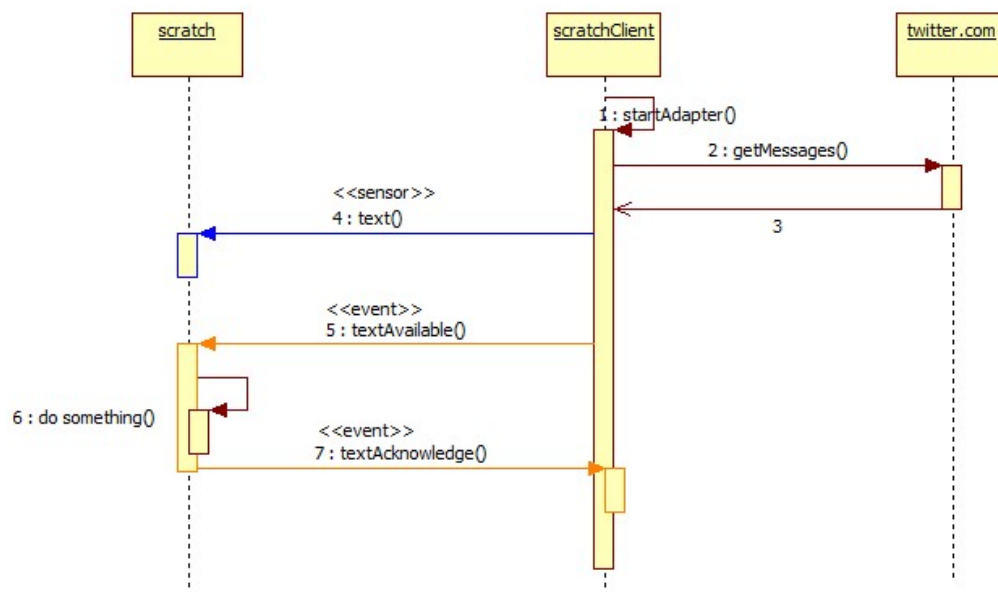 scratch
scratchClient
twitter.com
1 : startAdapter()
2 : getMessages()
<<sensor>>
3
4 : text()
<<event>>
5 : textAvailable()
6 : do something()
<<event>>
7 : textAcknowledge()